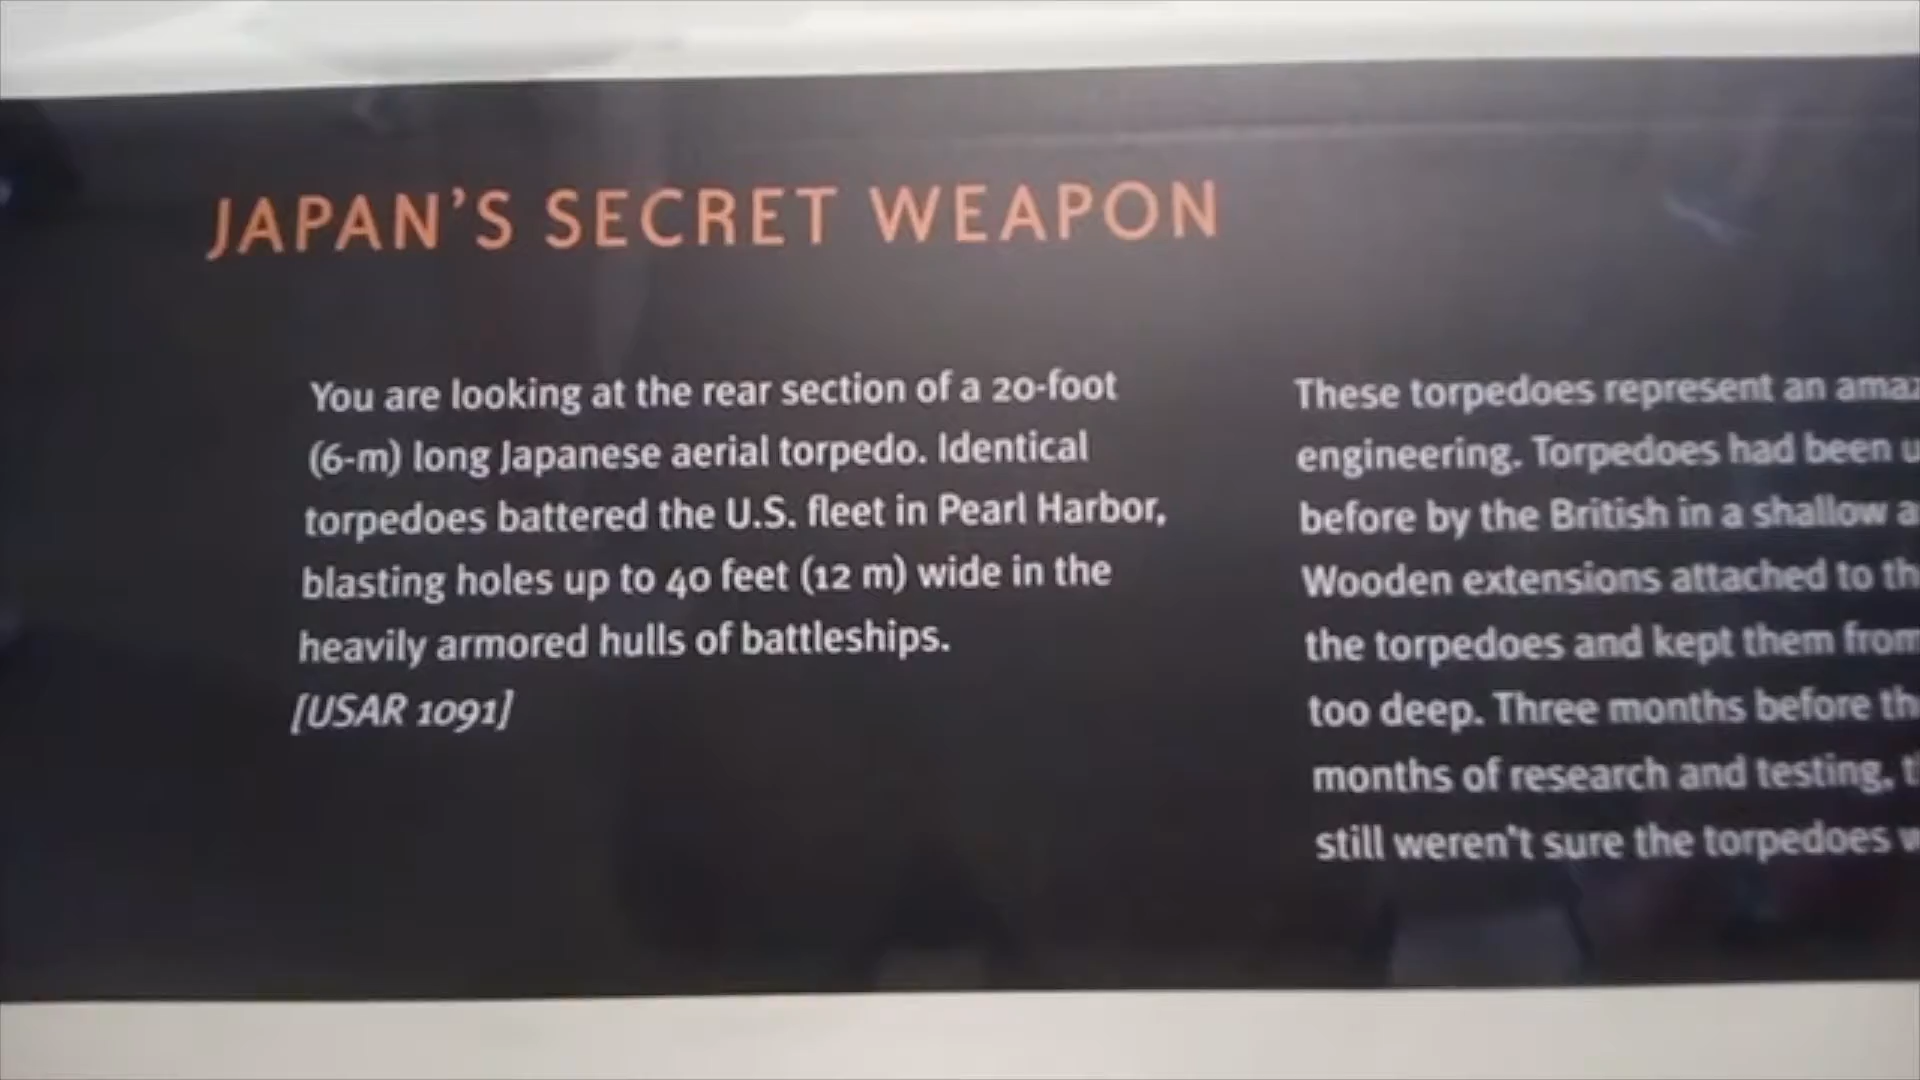 JAPAN'S SECRET WEAPON
You are looking at the rear section of a 20-foot
(6-m) long Japanese aerial torpedo. Identical
torpedoes battered the U.S. fleet in Pearl Harbor,
blasting holes up to 40 feet (12 m) wide in the
heavily armored hulls of battleships.
[USAR 1091]
These torpedoes represent an
engineering. Torpedoes had been
before by the British in a shallow
Wooden extensions attached to
the torpedoes and kept them from
too deep. Three months before
months of research and testing,
still weren't sure the torpedoes